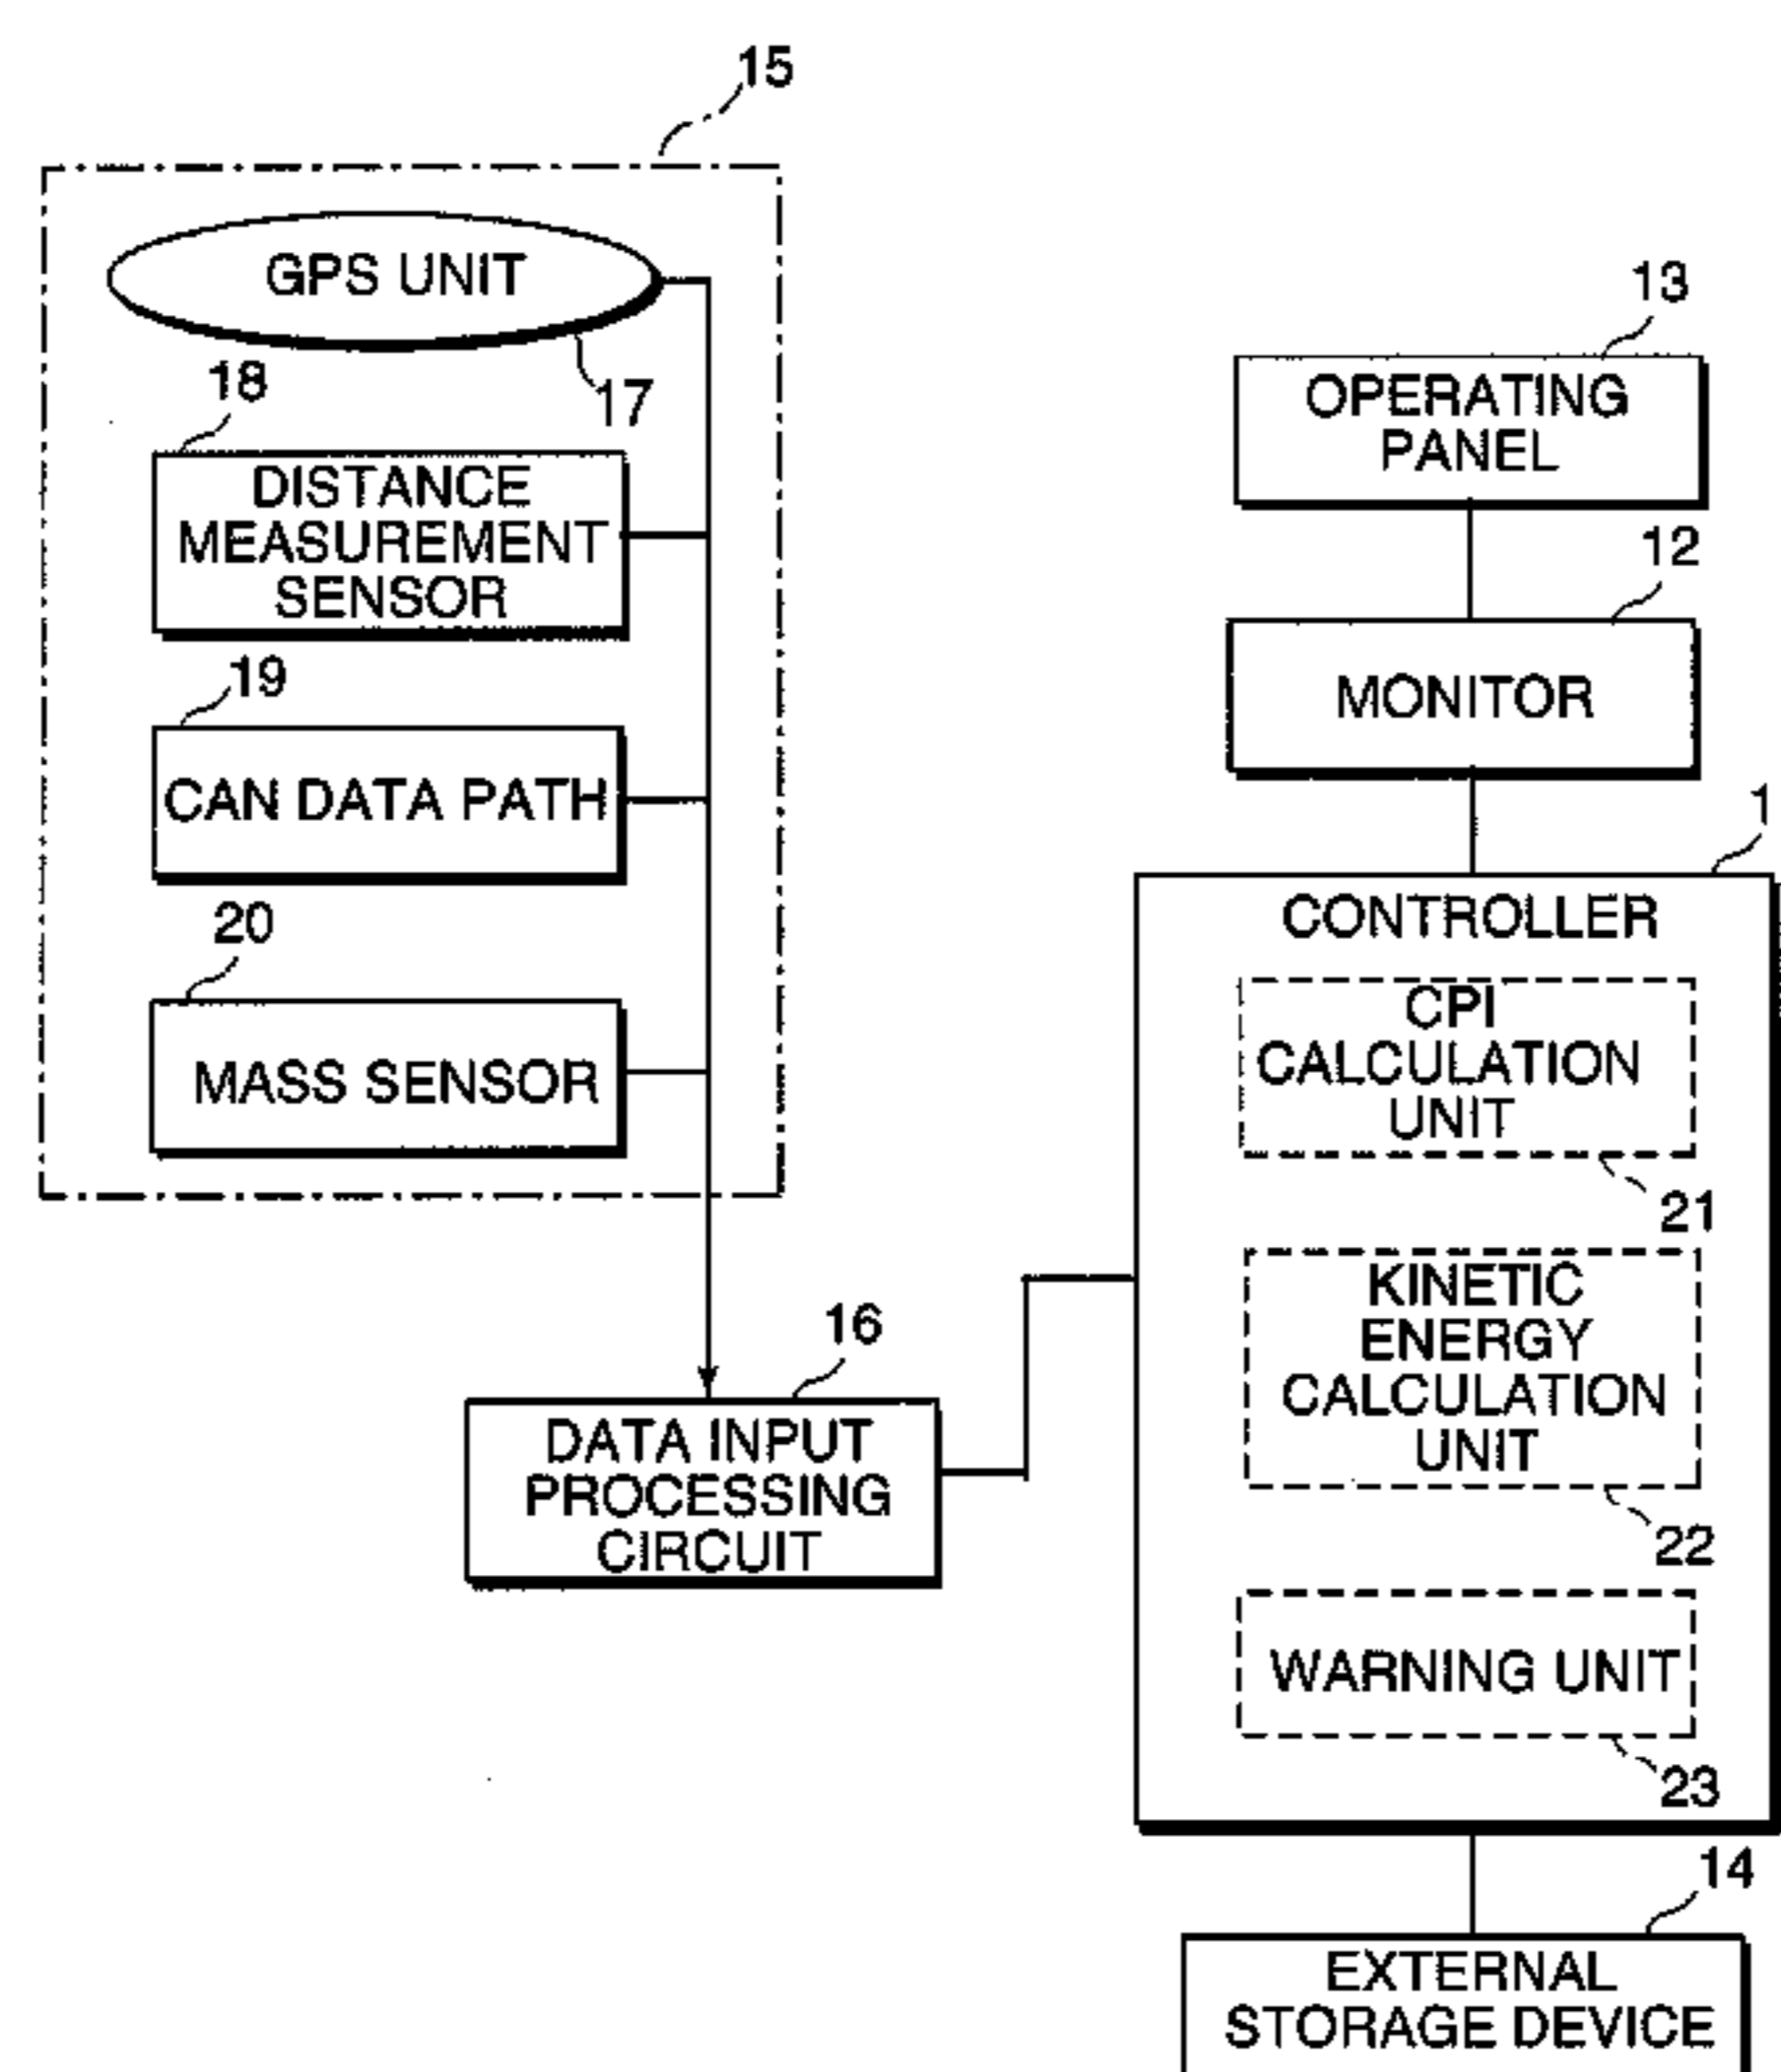 15
GPS UNIT
17
18
DISTANCE
MEASUREMENT
SENSOR
19
CAN DATA PATH
20
MASS SENSOR
16
DATA INPUT
PROCESSING
CIRCUIT
13
OPERATING
PANEL
12
MONITOR
1
CONTROLLER
CPI
CALCULATION
UNIT
21
KINETIC
ENERGY
CALCULATION
UNIT
22
WARNING UNIT
23
14
EXTERNAL
STORAGE DEVICE